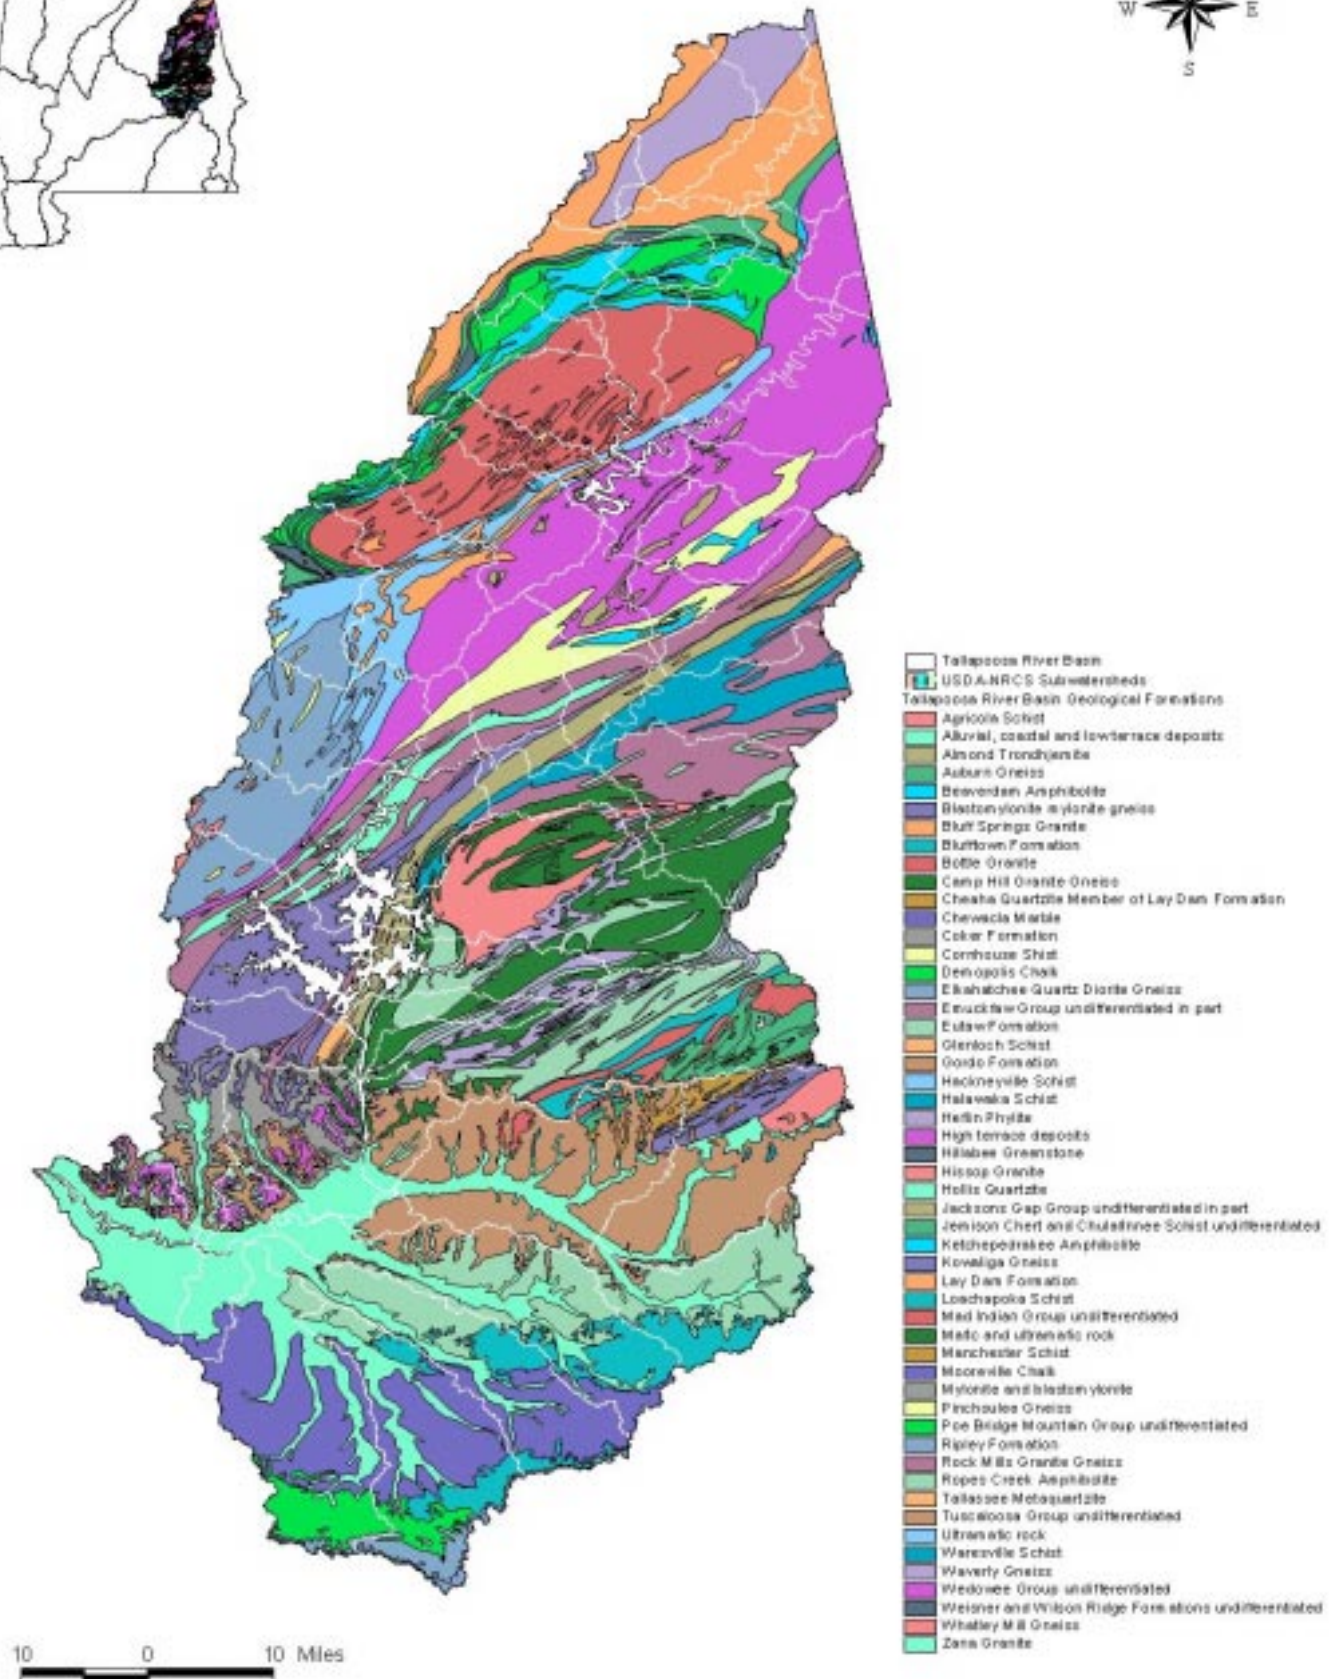 W E
S
Tallapoosa River Basin
USDA-NRCS Subwatersheds
Tallapoosa River Basin Geological Formations
Agricola Schist
Alluvial, coastal and low terrace deposits
Almond Trondhjemite
Auburn Gneiss
Beaverdam Amphibolite
Blastomylonite mylonite gneiss
Bluff Springs Granite
Blufftown Formation
Bottle Granite
Camp Hill Granite Gneiss
Cheaha Quartzite Member of Lay Dam Formation
Chewacla Marble
Coker Formation
Cornhouse Shist
Demopolis Chalk
Elkahatchee Quartz Diorite Gneiss
Emuckfaw Group undifferentiated in part
Eutaw Formation
Glenloch Schist
Gordo Formation
Hackneyville Schist
Halawaka Schist
Heflin Phylite
High terrace deposits
Hillabee Greenstone
Hissop Granite
Hollis Quartzite
Jacksons Gap Group undifferentiated in part
Jemison Chert and Chulafinnee Schist undifferentiated
Ketchepedrakee Amphibolite
Kowaliga Gneiss
Lay Dam Formation
Loachapoka Schist
Mad Indian Group undifferentiated
Mafic and ultramafic rock
Manchester Schist
Mooreville Chalk
Mylonite and blastomylonite
Pinchoulee Gneiss
Poe Bridge Mountain Group undifferentiated
Ripley Formation
Rock Mills Granite Gneiss
Ropes Creek Amphibolite
Tallassee Metaquartzite
Tuscaloosa Group undifferentiated
Ultramafic rock
Waresville Schist
Waverly Gneiss
Wedowee Group undifferentiated
Weisner and Wilson Ridge Formations undifferentiated
Whatley Mill Gneiss
Zana Granite
10 0 10 Miles